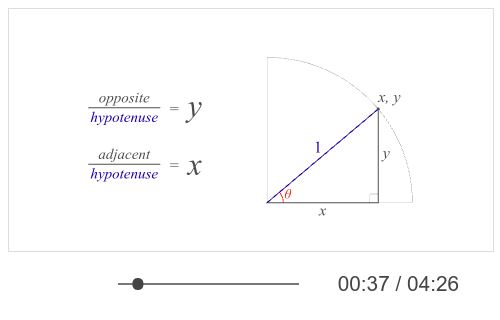 opposite
hypotenuse
= y
adjacent
hypotenuse
= x
x, y
1
y
θ
x
00:37 / 04:26